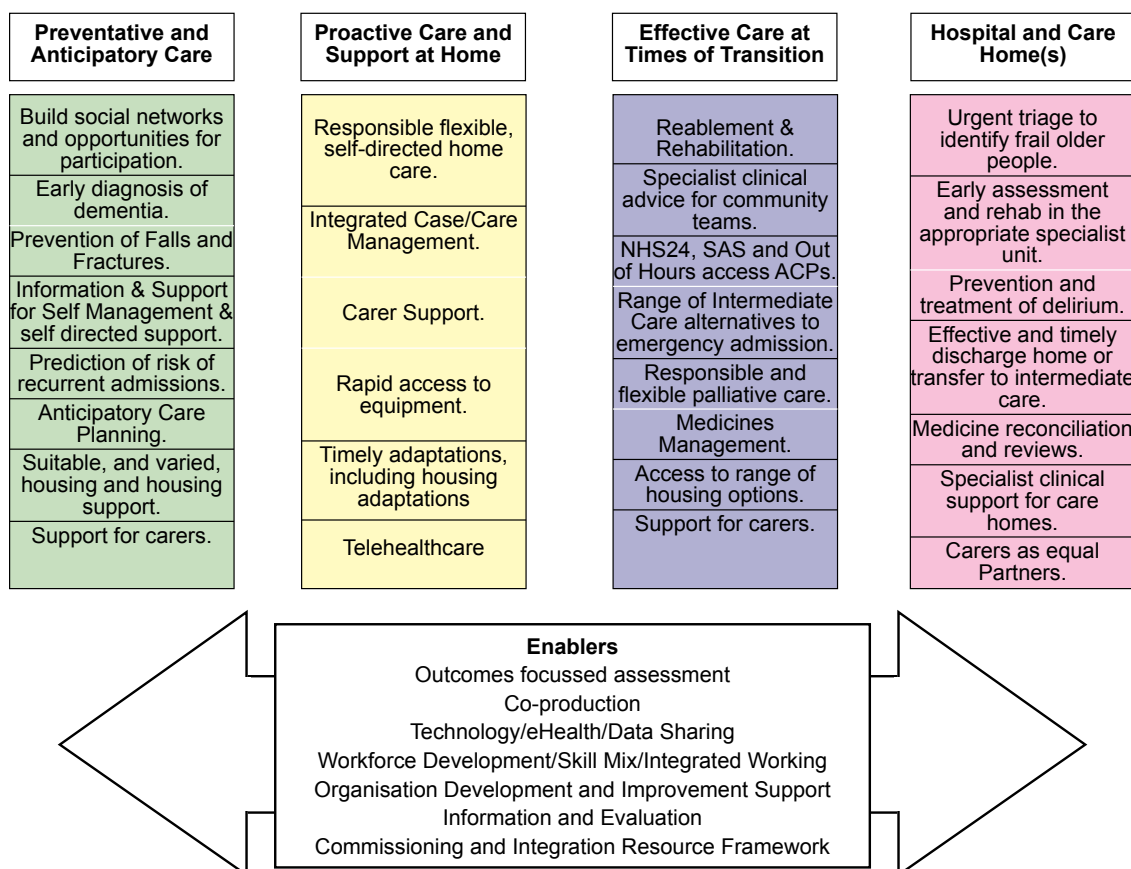 Preventative and
Anticipatory Care
Build social networks
and opportunities for
participation.
Early diagnosis of
dementia.
Prevention of Falls and
Fractures.
Information & Support
for Self Management &
self directed support.
Prediction of risk of
recurrent admissions.
Anticipatory Care
Planning.
Suitable, and varied,
housing and housing
support.
Support for carers.
Proactive Care and
Support at Home
Responsible flexible,
self-directed home
care.
Integrated Case/Care
Management.
Carer Support.
Rapid access to
equipment.
Timely adaptations,
including housing
adaptations
Telehealthcare
Effective Care at
Times of Transition
Reablement &
Rehabilitation.
Specialist clinical
advice for community
teams.
NHS24, SAS and Out
of Hours access ACPs.
Range of Intermediate
Care alternatives to
emergency admission.
Responsible and
flexible palliative care.
Medicines
Management.
Access to range of
housing options.
Support for carers.
Hospital and Care
Home(s)
Urgent triage to
identify frail older
people.
Early assessment
and rehab in the
appropriate specialist
unit.
Prevention and
treatment of delirium.
Effective and timely
discharge home or
transfer to intermediate
care.
Medicine reconciliation
and reviews.
Specialist clinical
support for care
homes.
Carers as equal
Partners.
Enablers
Outcomes focussed assessment
Co-production
Technology/eHealth/Data Sharing
Workforce Development/Skill Mix/Integrated Working
Organisation Development and Improvement Support
Information and Evaluation
Commissioning and Integration Resource Framework